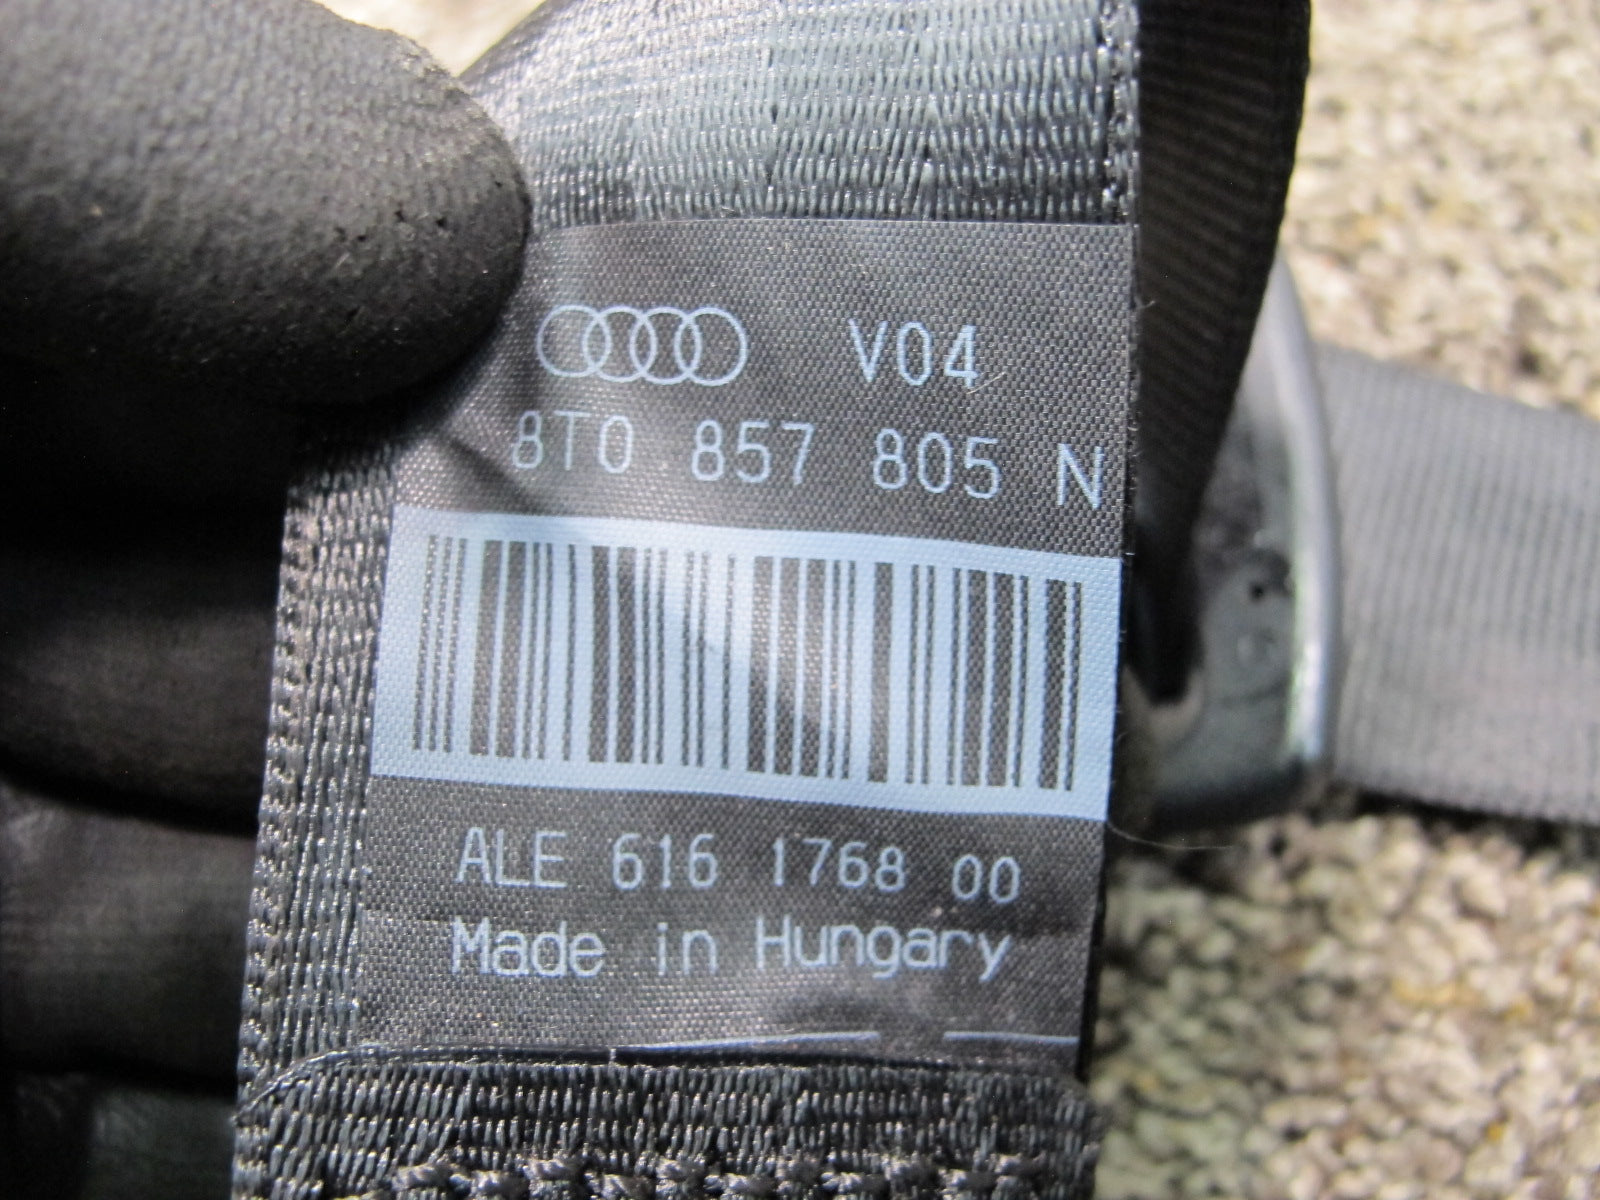 V04
8T0 857 805 N
ALE 616 1768 00
Made in Hungary